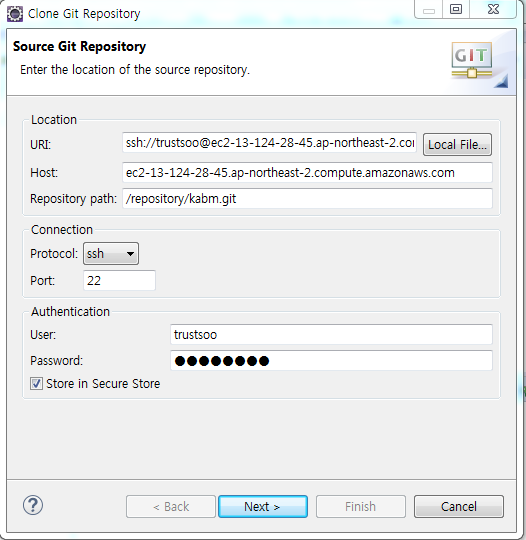 Clone Git Repository
Source Git Repository
Enter the location of the source repository.
GIT
Location
URI: ssh://trustsoo@ec2-13-124-28-45.ap-northeast-2.co Local File...
Host: ec2-13-124-28-45.ap-northeast-2.compute.amazonaws.com
Repository path: /repository/kabm.git
Connection
Protocol: ssh
Port: 22
Authentication
User: trustsoo
Password: ●●●●●●●●
Store in Secure Store
? < Back Next > Finish Cancel